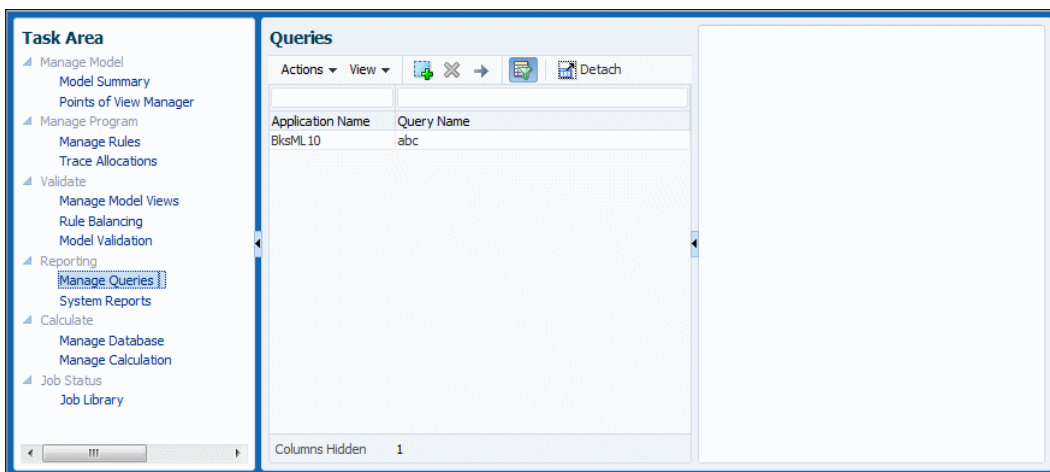 Task Area
Manage Model
Model Summary
Points of View Manager
Manage Program
Manage Rules
Trace Allocations
Validate
Manage Model Views
Rule Balancing
Model Validation
Reporting
Manage Queries
System Reports
Calculate
Manage Database
Manage Calculation
Job Status
Job Library
Queries
Actions View Detach
Application Name Query Name
BksML10 abc
Columns Hidden 1